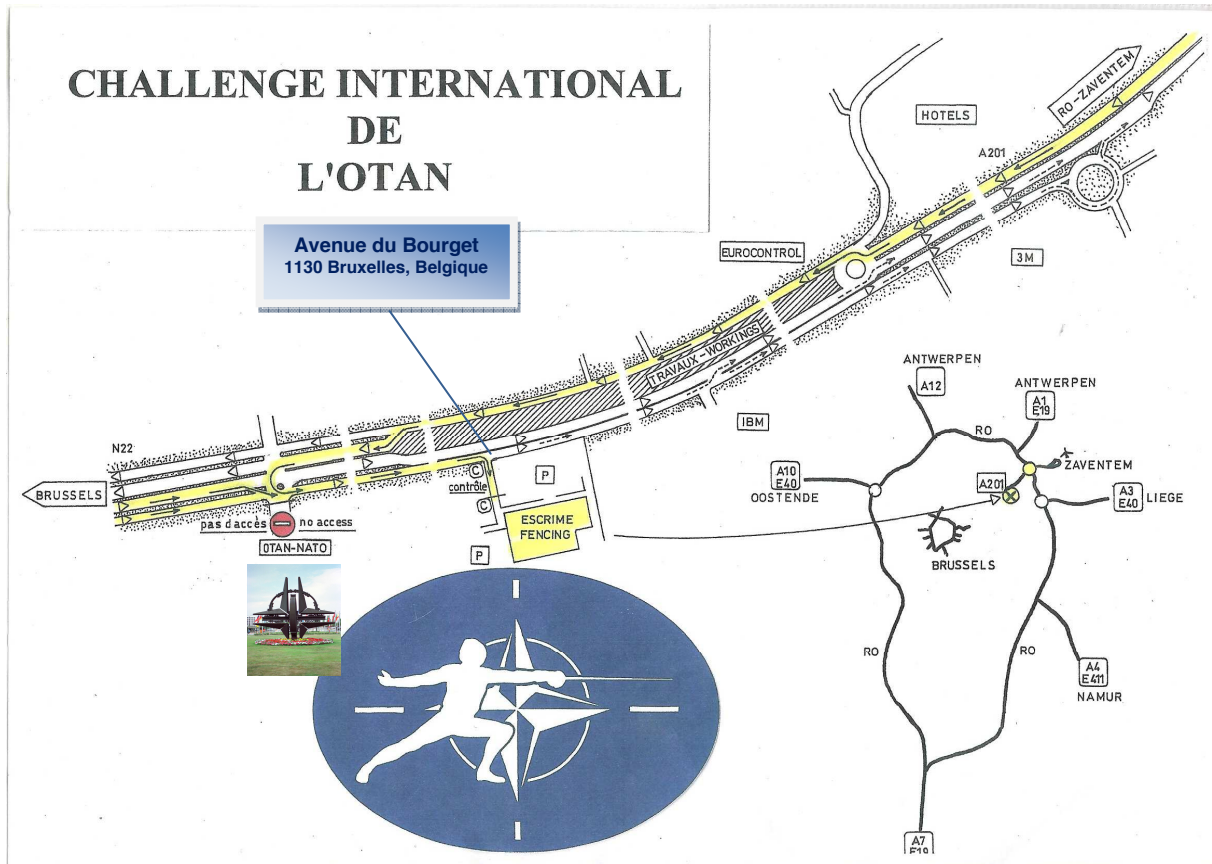 CHALLENGE INTERNATIONAL
DE
L'OTAN
Avenue du Bourget
1130 Bruxelles, Belgique
HOTELS
RO-ZAVENTEM
A201
EUROCONTROL
3M
TRAVAUX-WORKINGS
IBM
N22
BRUSSELS
C
contrôle
C
P
pas d'accès
no access
OTAN-NATO
ESCRIME
FENCING
P
ANTWERPEN
A12
ANTWERPEN
A1
E19
RO
A10
E40
OOSTENDE
ZAVENTEM
A201
A3
E40
LIEGE
BRUSSELS
RO
RO
A4
E411
NAMUR
A7
E19